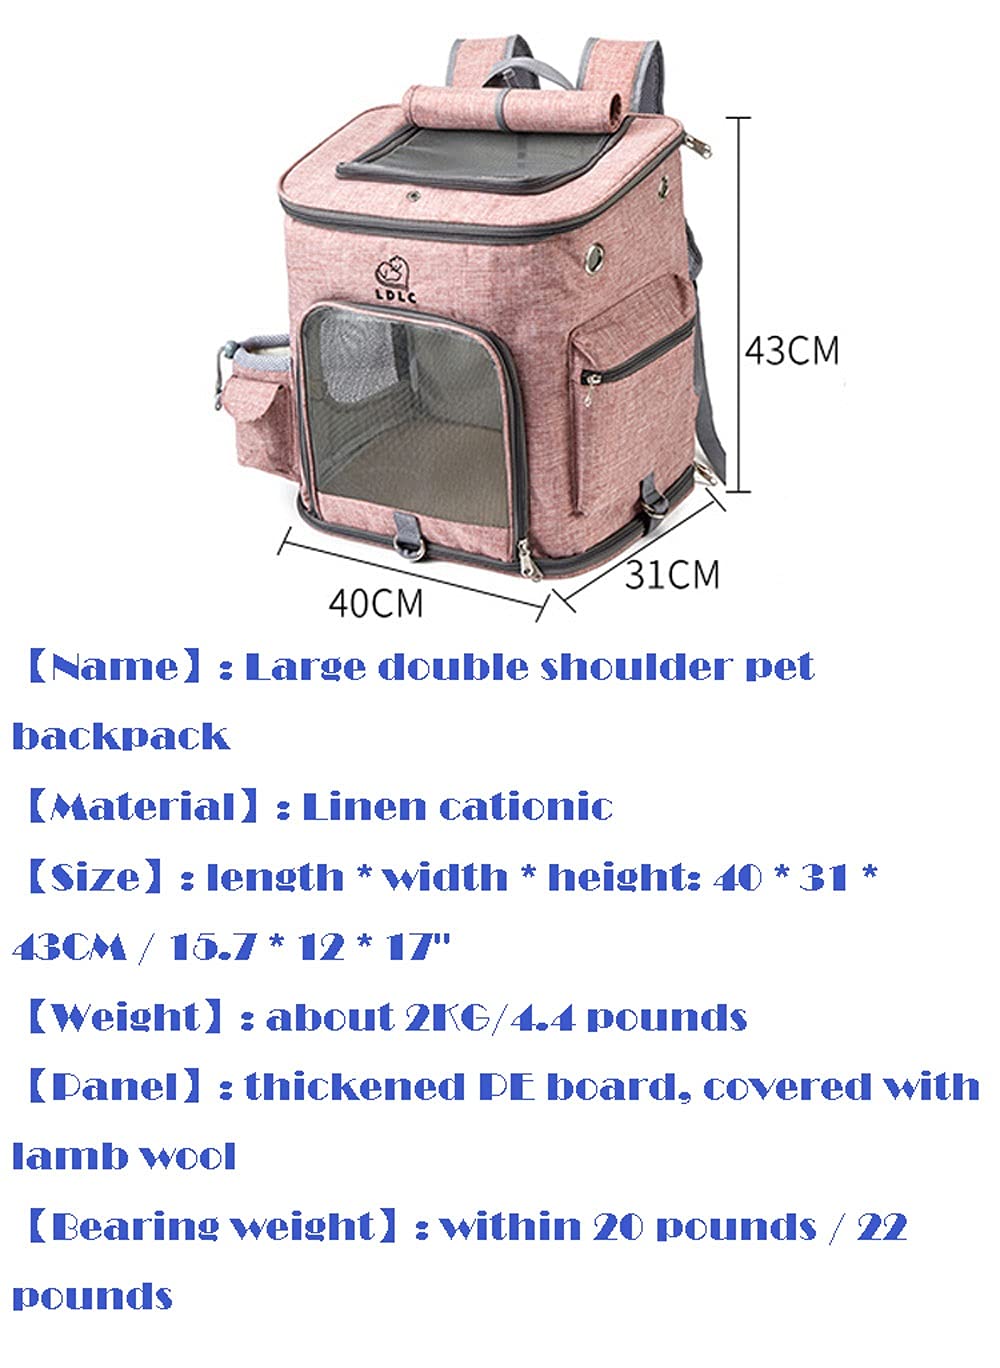 LDLC
43CM
31CM
40CM
【Name】: Large double shoulder pet
backpack
【Material】: Linen cationic
【Size】: length * width * height: 40 * 31 *
43CM / 15.7 * 12 * 17"
【Weight】: about 2KG/4.4 pounds
【Panel】: thickened PE board, covered with
lamb wool
【Bearing weight】: within 20 pounds / 22
pounds